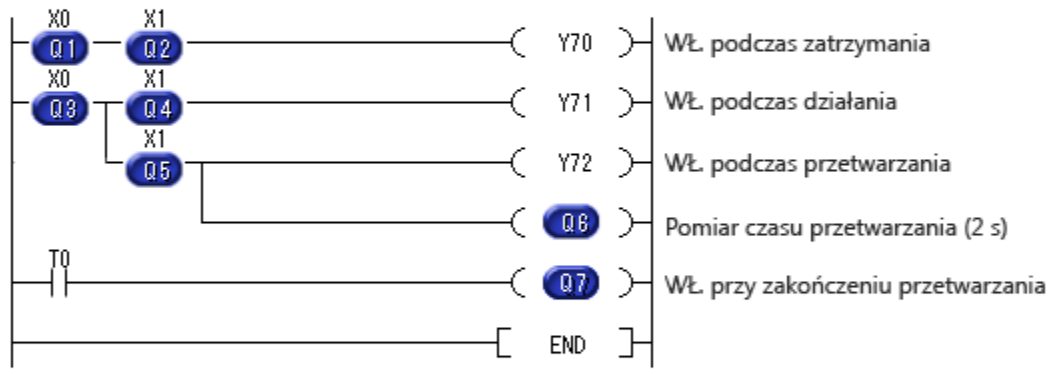 X0 X1
Q1 Q2 Y70 WŁ. podczas zatrzymania
X0 X1
Q3 Q4 Y71 WŁ. podczas działania
X1
Q5 Y72 WŁ. podczas przetwarzania
Q6 Pomiar czasu przetwarzania (2 s)
T0
Q7 WŁ. przy zakończeniu przetwarzania
END